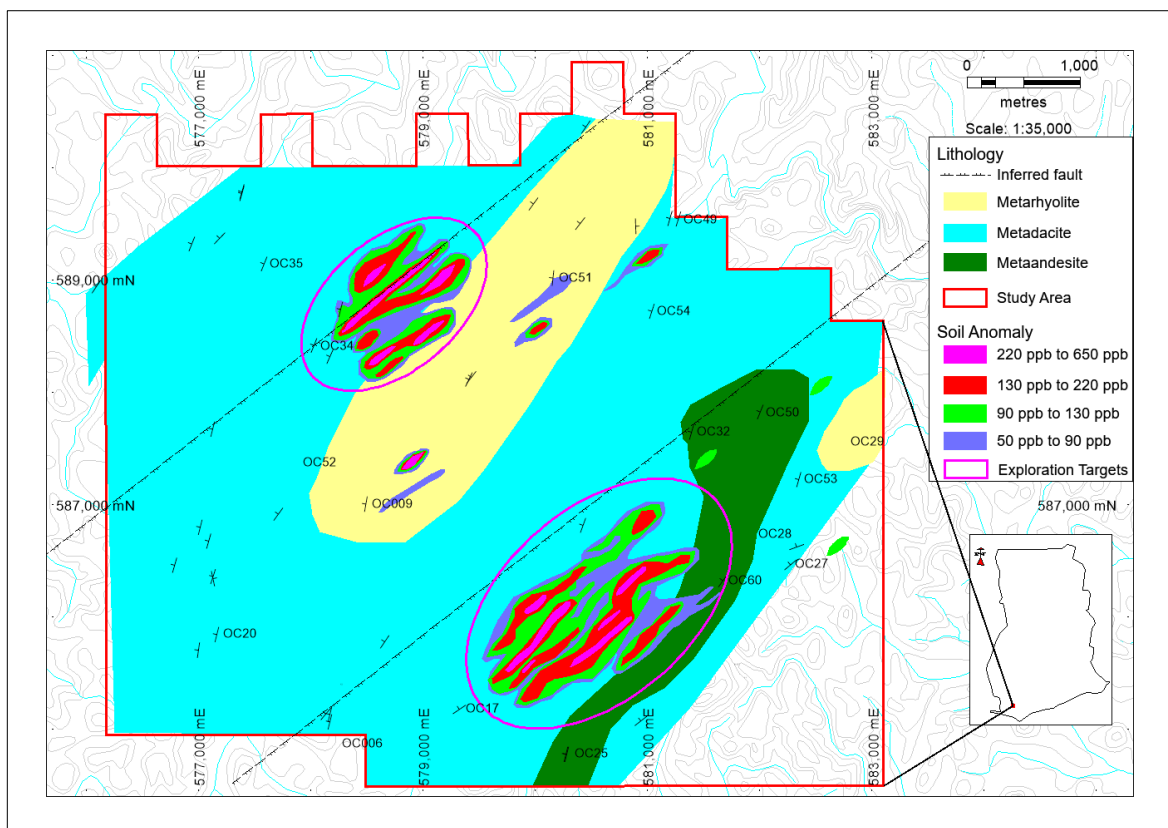 577,000 mE
579,000 mE
581,000 mE
583,000 mE
0
1,000
metres
Scale: 1:35,000
Lithology
Inferred fault
Metarhyolite
Metadacite
Metaandesite
Study Area
Soil Anomaly
220 ppb to 650 ppb
130 ppb to 220 ppb
90 ppb to 130 ppb
50 ppb to 90 ppb
Exploration Targets
OC49
OC35
589,000 mN
OC51
OC54
OC34
OC50
OC32
OC29
OC52
OC53
587,000 mN
OC009
587,000 mN
OC28
OC27
OC60
OC20
OC17
OC006
OC25
577,000 mE
579,000 mE
581,000 mE
583,000 mE